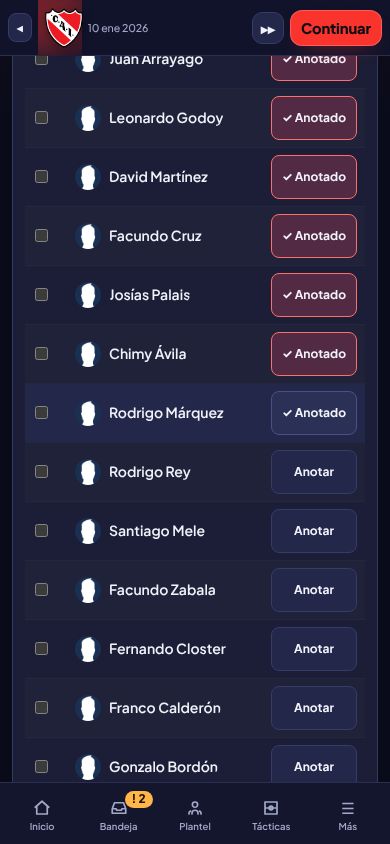 C.A.I.
10 ene 2026
Continuar
Juan Arrayago
✓ Anotado
Leonardo Godoy
✓ Anotado
David Martínez
✓ Anotado
Facundo Cruz
✓ Anotado
Josías Palais
✓ Anotado
Chimy Ávila
✓ Anotado
Rodrigo Márquez
✓ Anotado
Rodrigo Rey
Anotar
Santiago Mele
Anotar
Facundo Zabala
Anotar
Fernando Closter
Anotar
Franco Calderón
Anotar
Gonzalo Bordón
Anotar
! 2
Inicio
Bandeja
Plantel
Tácticas
Más